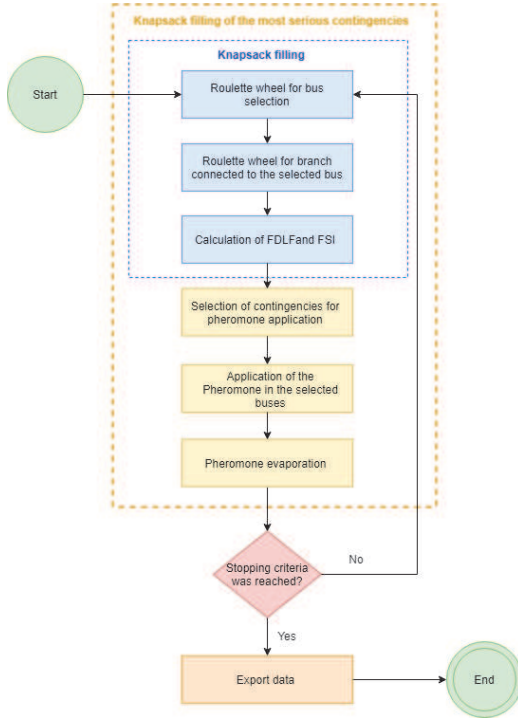 Knapsack filling of the most serious contingencies
Knapsack filling
Start
Roulette wheel for bus
selection
Roulette wheel for branch
connected to the selected bus
Calculation of FDLFand FSI
Selection of contingencies for
pheromone application
Application of the
Pheromone in the selected
buses
Pheromone evaporation
Stopping criteria
was reached?
No
Yes
Export data
End